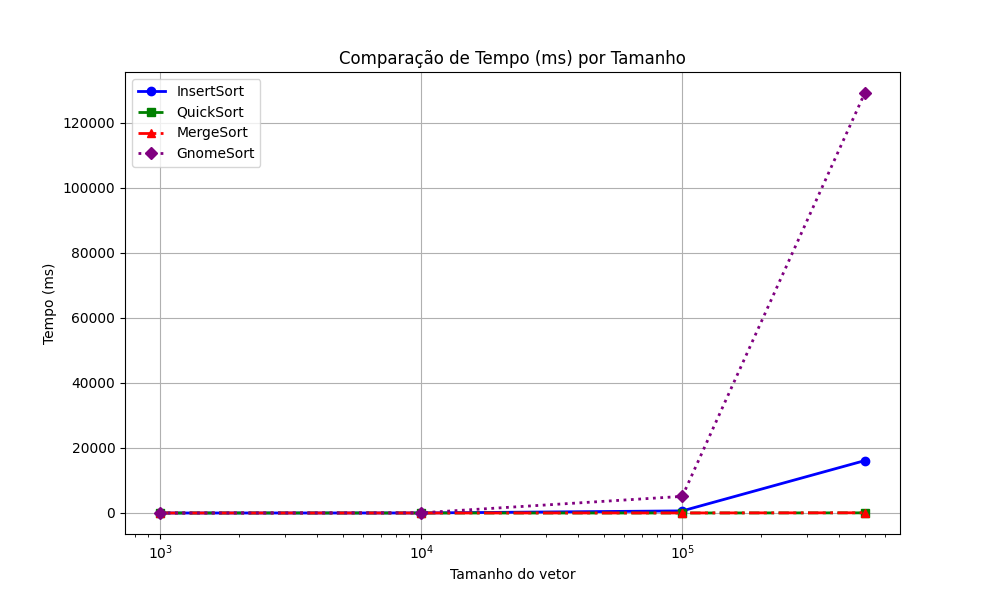 Comparação de Tempo (ms) por Tamanho
InsertSort
QuickSort
MergeSort
GnomeSort
120000
100000
80000
60000
40000
20000
0
Tempo (ms)
10³
10⁴
10⁵
Tamanho do vetor